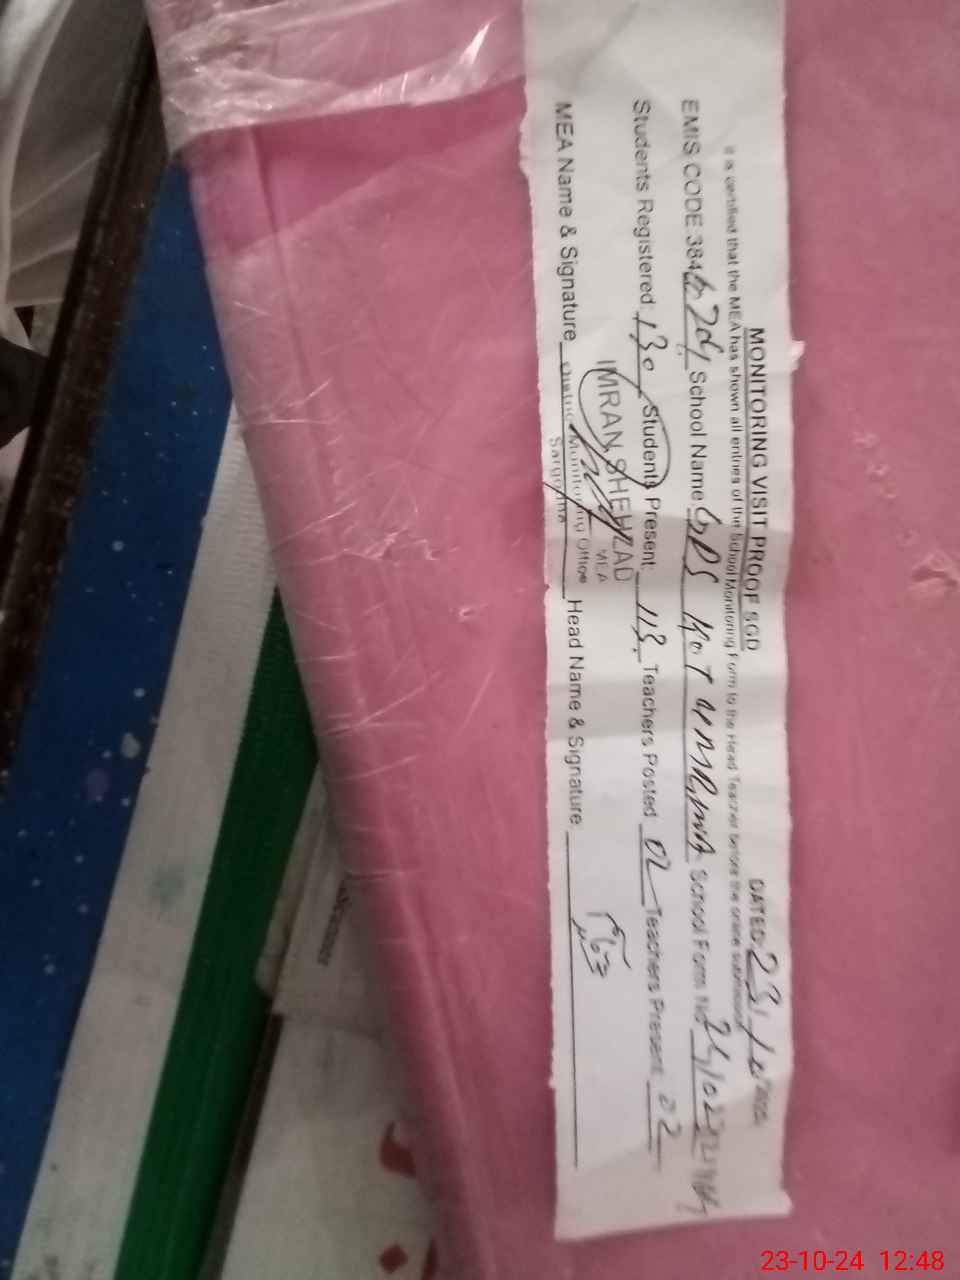 MONITORING VISIT PROOF SGD DATED: 23/10/2024
It is certified that the MEA has shown all entries of the School Monitoring Form to the Head Teacher before the online submission
EMIS CODE 384 School Name GPS KOT UMRANA School Form No
Students Registered: 130 Students Present: 113 Teachers Posted 02 Teachers Present: 02
IMRAN SHEHZAD
MEA
MEA Name & Signature District Monitoring Office Head Name & Signature:
Sargodha
23-10-24 12:48